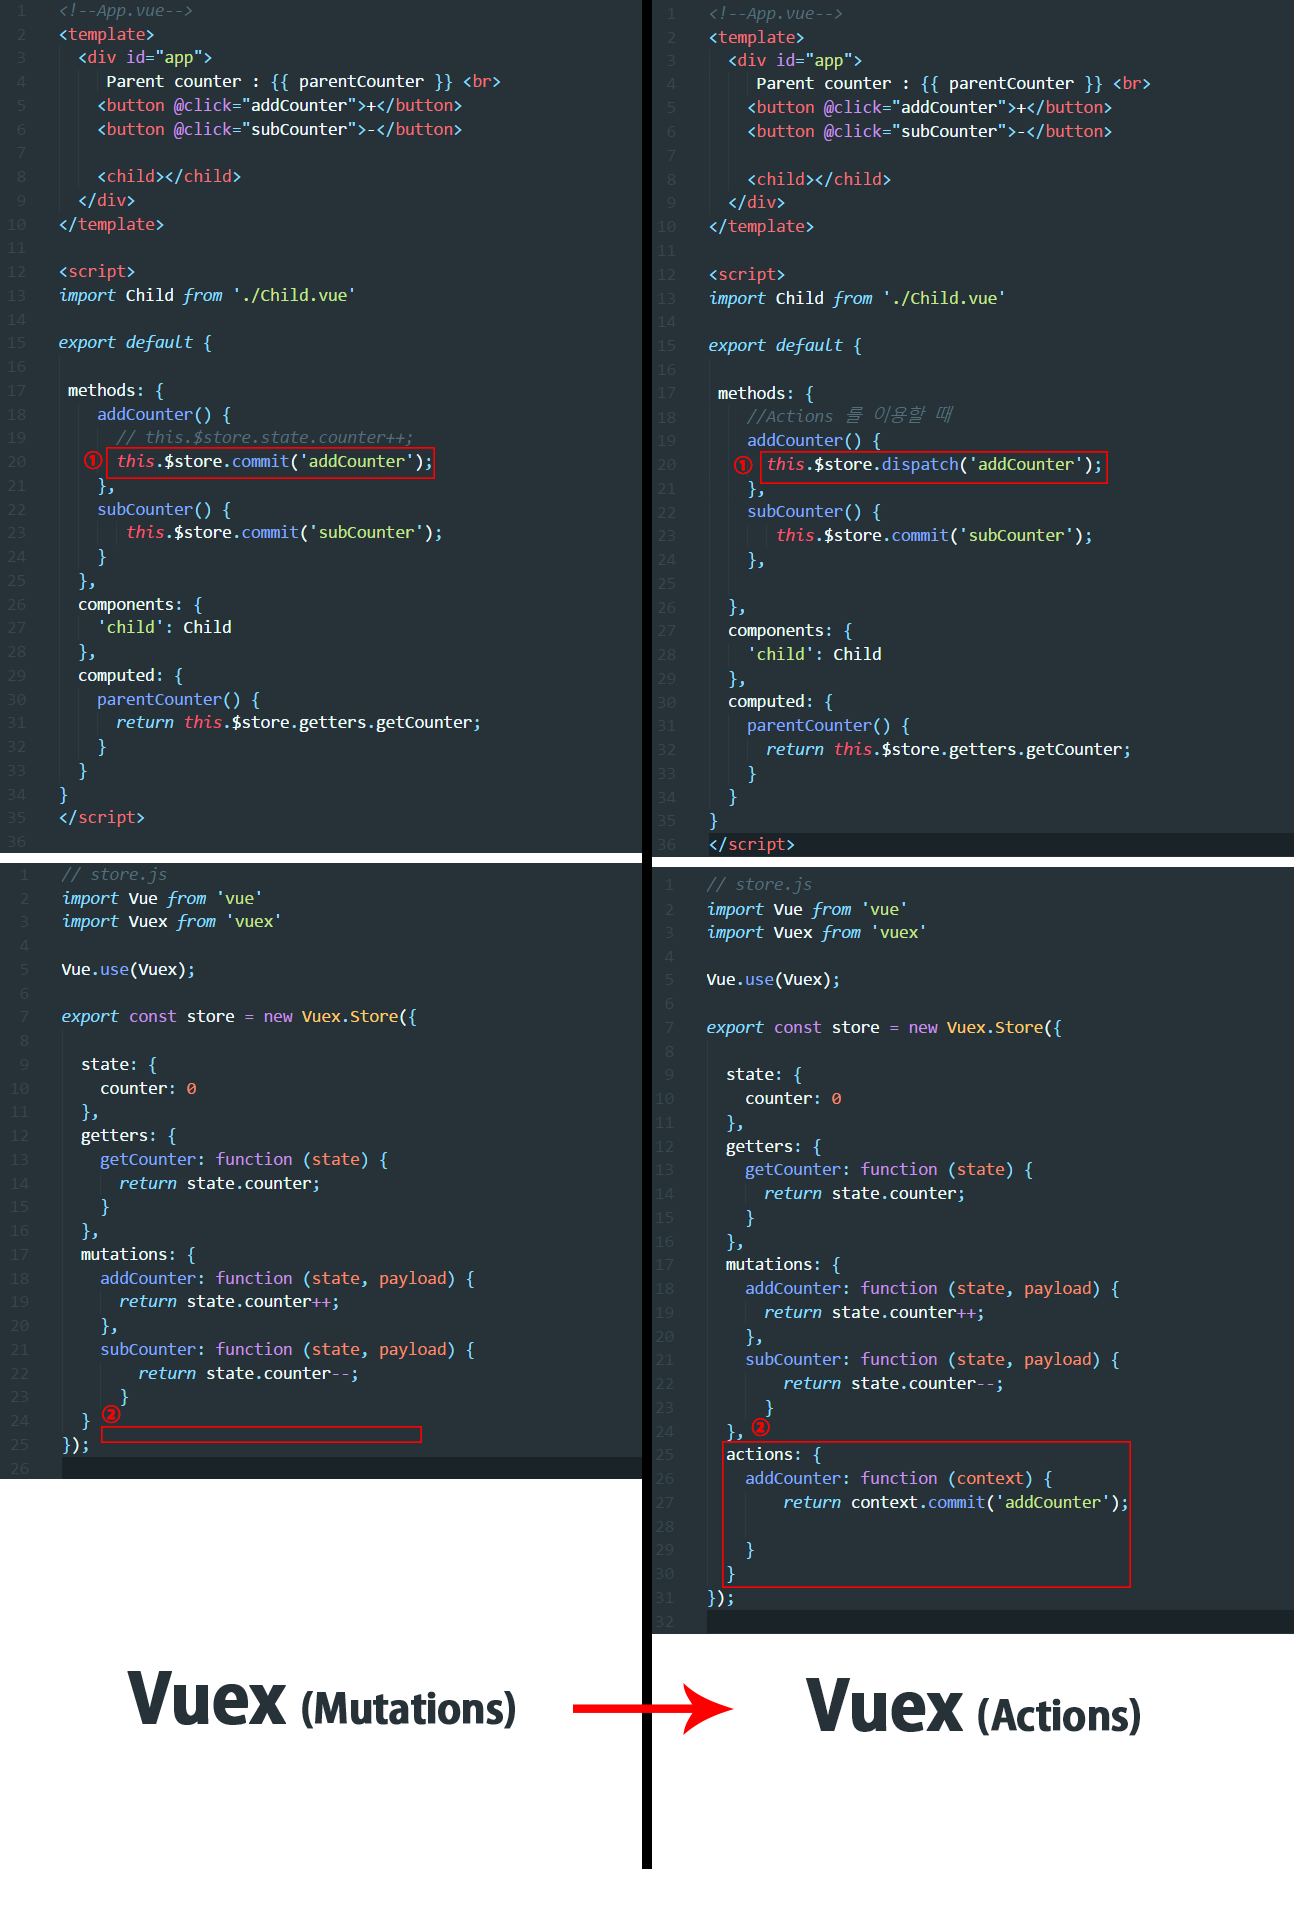 1 <!--App.vue-->
2 <template>
3 <div id="app">
4 Parent counter : {{ parentCounter }} <br>
5 <button @click="addCounter">+</button>
6 <button @click="subCounter">-</button>
7
8 <child></child>
9 </div>
10 </template>
11
12 <script>
13 import Child from './Child.vue'
14
15 export default {
16
17 methods: {
18 addCounter() {
19 // this.$store.state.counter++;
20 ① this.$store.commit('addCounter');
21 },
22 subCounter() {
23 this.$store.commit('subCounter');
24 }
25 },
26 components: {
27 'child': Child
28 },
29 computed: {
30 parentCounter() {
31 return this.$store.getters.getCounter;
32 }
33 }
34 }
35 </script>
36
1 // store.js
2 import Vue from 'vue'
3 import Vuex from 'vuex'
4
5 Vue.use(Vuex);
6
7 export const store = new Vuex.Store({
8
9 state: {
10 counter: 0
11 },
12 getters: {
13 getCounter: function (state) {
14 return state.counter;
15 }
16 },
17 mutations: {
18 addCounter: function (state, payload) {
19 return state.counter++;
20 },
21 subCounter: function (state, payload) {
22 return state.counter--;
23 }
24 } ②
25 });
26
Vuex (Mutations)
1 <!--App.vue-->
2 <template>
3 <div id="app">
4 Parent counter : {{ parentCounter }} <br>
5 <button @click="addCounter">+</button>
6 <button @click="subCounter">-</button>
7
8 <child></child>
9 </div>
10 </template>
11
12 <script>
13 import Child from './Child.vue'
14
15 export default {
16
17 methods: {
18 //Actions 를 이용할 때
19 addCounter() {
20 ① this.$store.dispatch('addCounter');
21 },
22 subCounter() {
23 this.$store.commit('subCounter');
24 },
25
26 },
27 components: {
28 'child': Child
29 },
30 computed: {
31 parentCounter() {
32 return this.$store.getters.getCounter;
33 }
34 }
35 }
36 </script>
1 // store.js
2 import Vue from 'vue'
3 import Vuex from 'vuex'
4
5 Vue.use(Vuex);
6
7 export const store = new Vuex.Store({
8
9 state: {
10 counter: 0
11 },
12 getters: {
13 getCounter: function (state) {
14 return state.counter;
15 }
16 },
17 mutations: {
18 addCounter: function (state, payload) {
19 return state.counter++;
20 },
21 subCounter: function (state, payload) {
22 return state.counter--;
23 }
24 }, ②
25 actions: {
26 addCounter: function (context) {
27 return context.commit('addCounter');
28
29 }
30 }
31 });
32
Vuex (Actions)